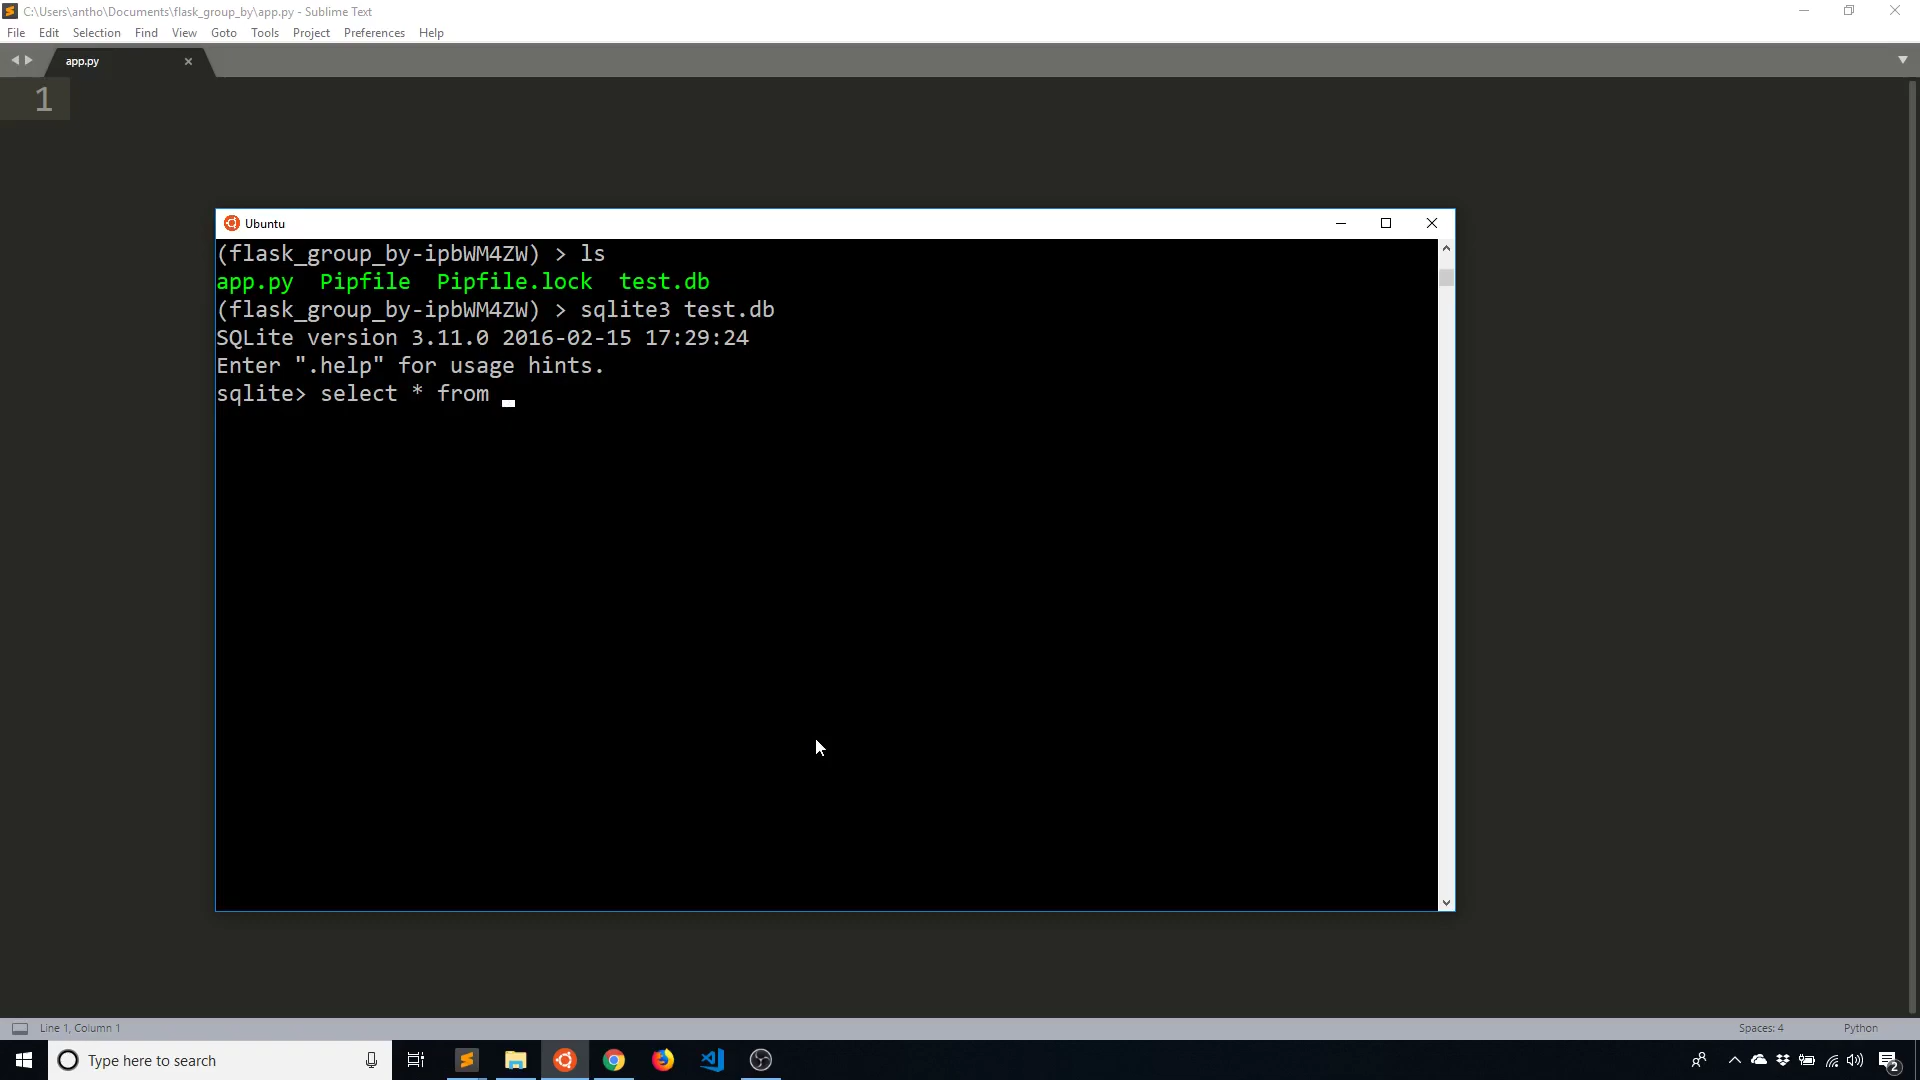 C:\Users\antho\Documents\flask_group_by\app.py - Sublime Text
File Edit Selection Find View Goto Tools Project Preferences Help
app.py
1
Ubuntu
(flask_group_by-ipbWM4ZW) > ls
app.py  Pipfile  Pipfile.lock  test.db
(flask_group_by-ipbWM4ZW) > sqlite3 test.db
SQLite version 3.11.0 2016-02-15 17:29:24
Enter ".help" for usage hints.
sqlite> select * from
Line 1, Column 1
Spaces: 4
Python
Type here to search
2